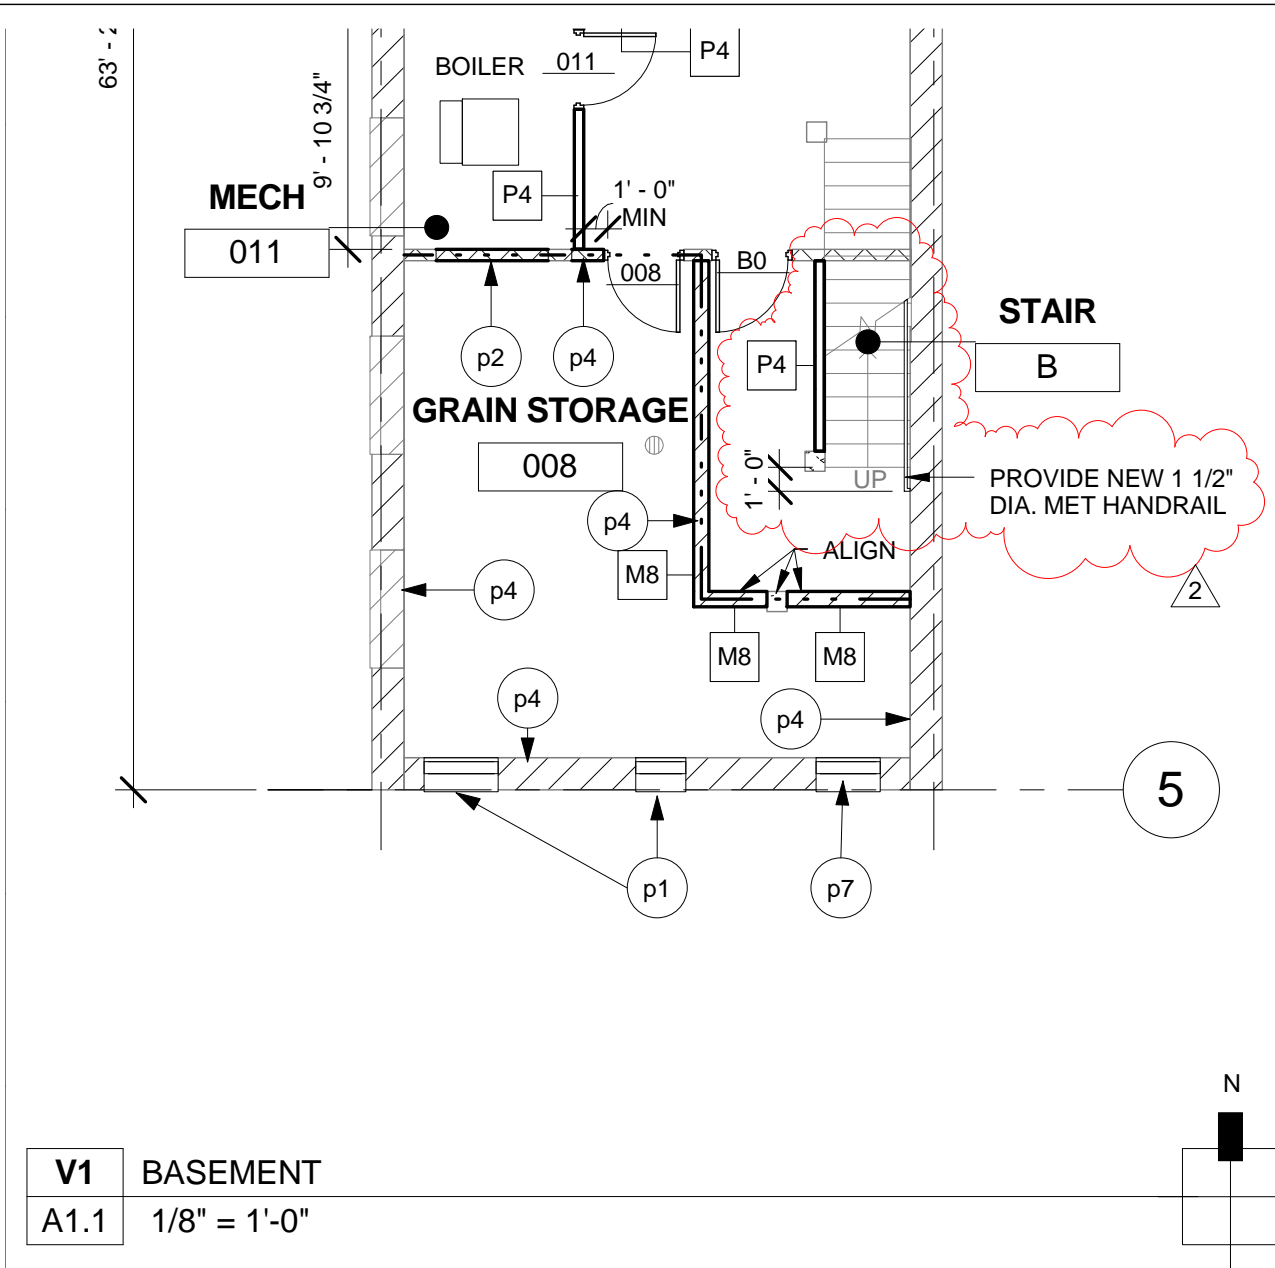 63' - 2
BOILER
011
P4
9' - 10 3/4"
MECH
011
P4
1' - 0"
MIN
008
B0
STAIR
B
p2
p4
P4
GRAIN STORAGE
008
1' - 0"
UP
PROVIDE NEW 1 1/2"
DIA. MET HANDRAIL
p4
M8
ALIGN
p4
2
M8
M8
p4
p4
5
p1
p7
N
V1
BASEMENT
A1.1
1/8" = 1'-0"